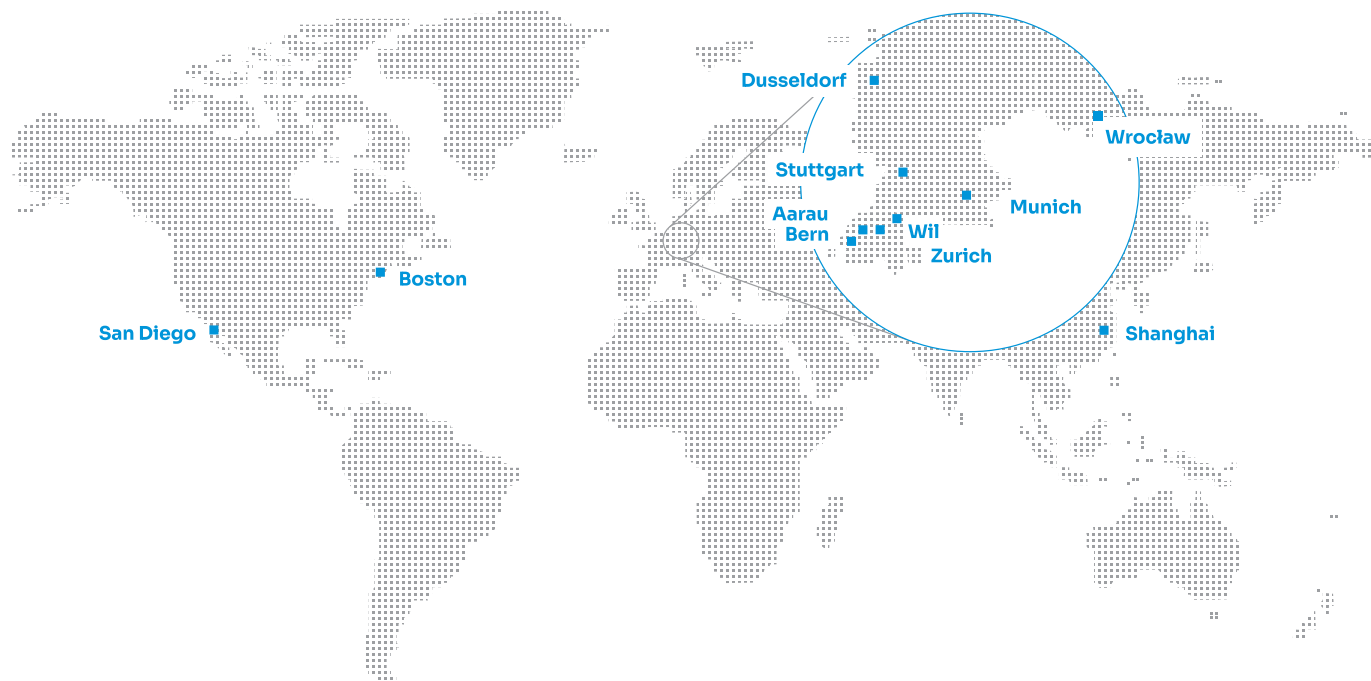 Dusseldorf
Wrocław
Stuttgart
Munich
Aarau
Bern
Wil
Zurich
Boston
San Diego
Shanghai